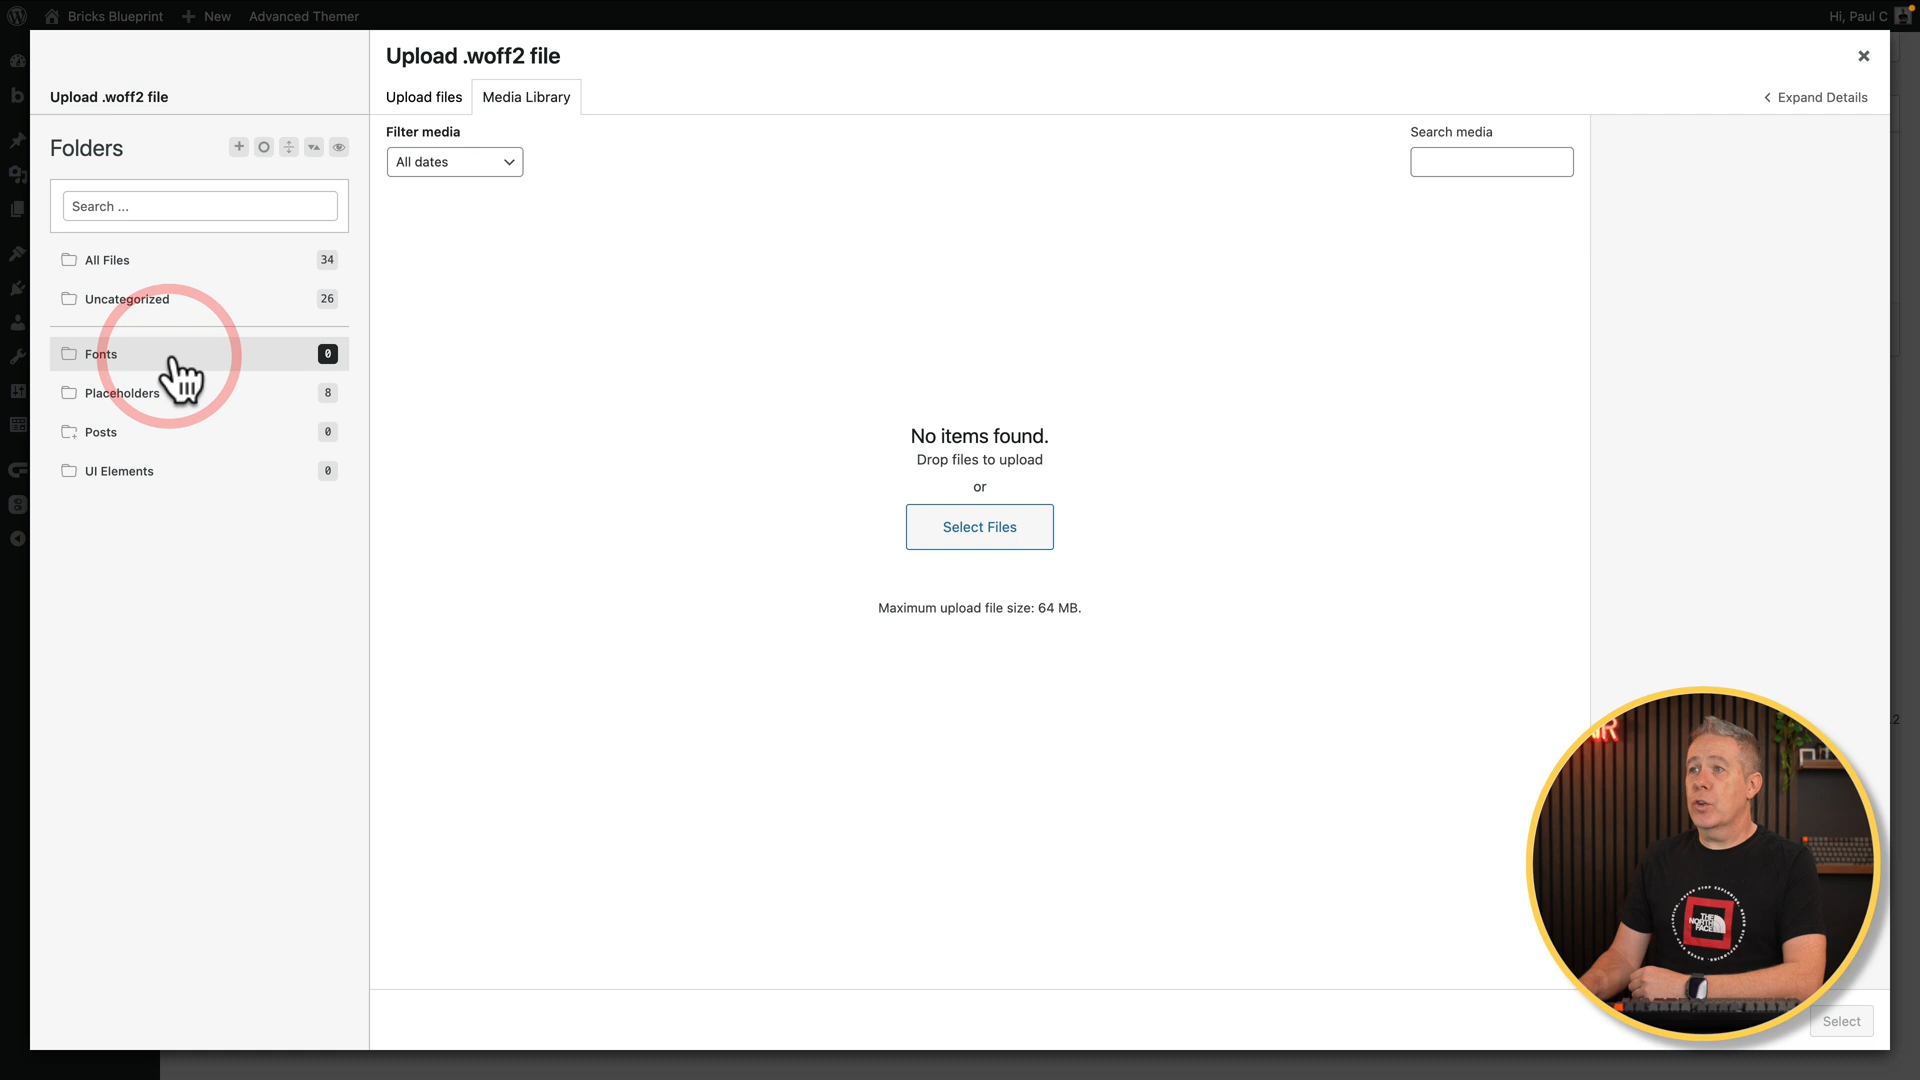 Bricks Blueprint
New
Advanced Themer
Hi, Paul C
Upload .woff2 file
Upload .woff2 file
Upload files
Media Library
Expand Details
Folders
Search ...
All Files 34
Uncategorized 26
Fonts 0
Placeholders 8
Posts 0
UI Elements 0
Filter media
All dates
Search media
No items found.
Drop files to upload
or
Select Files
Maximum upload file size: 64 MB.
THE
NORTH
FACE
Select